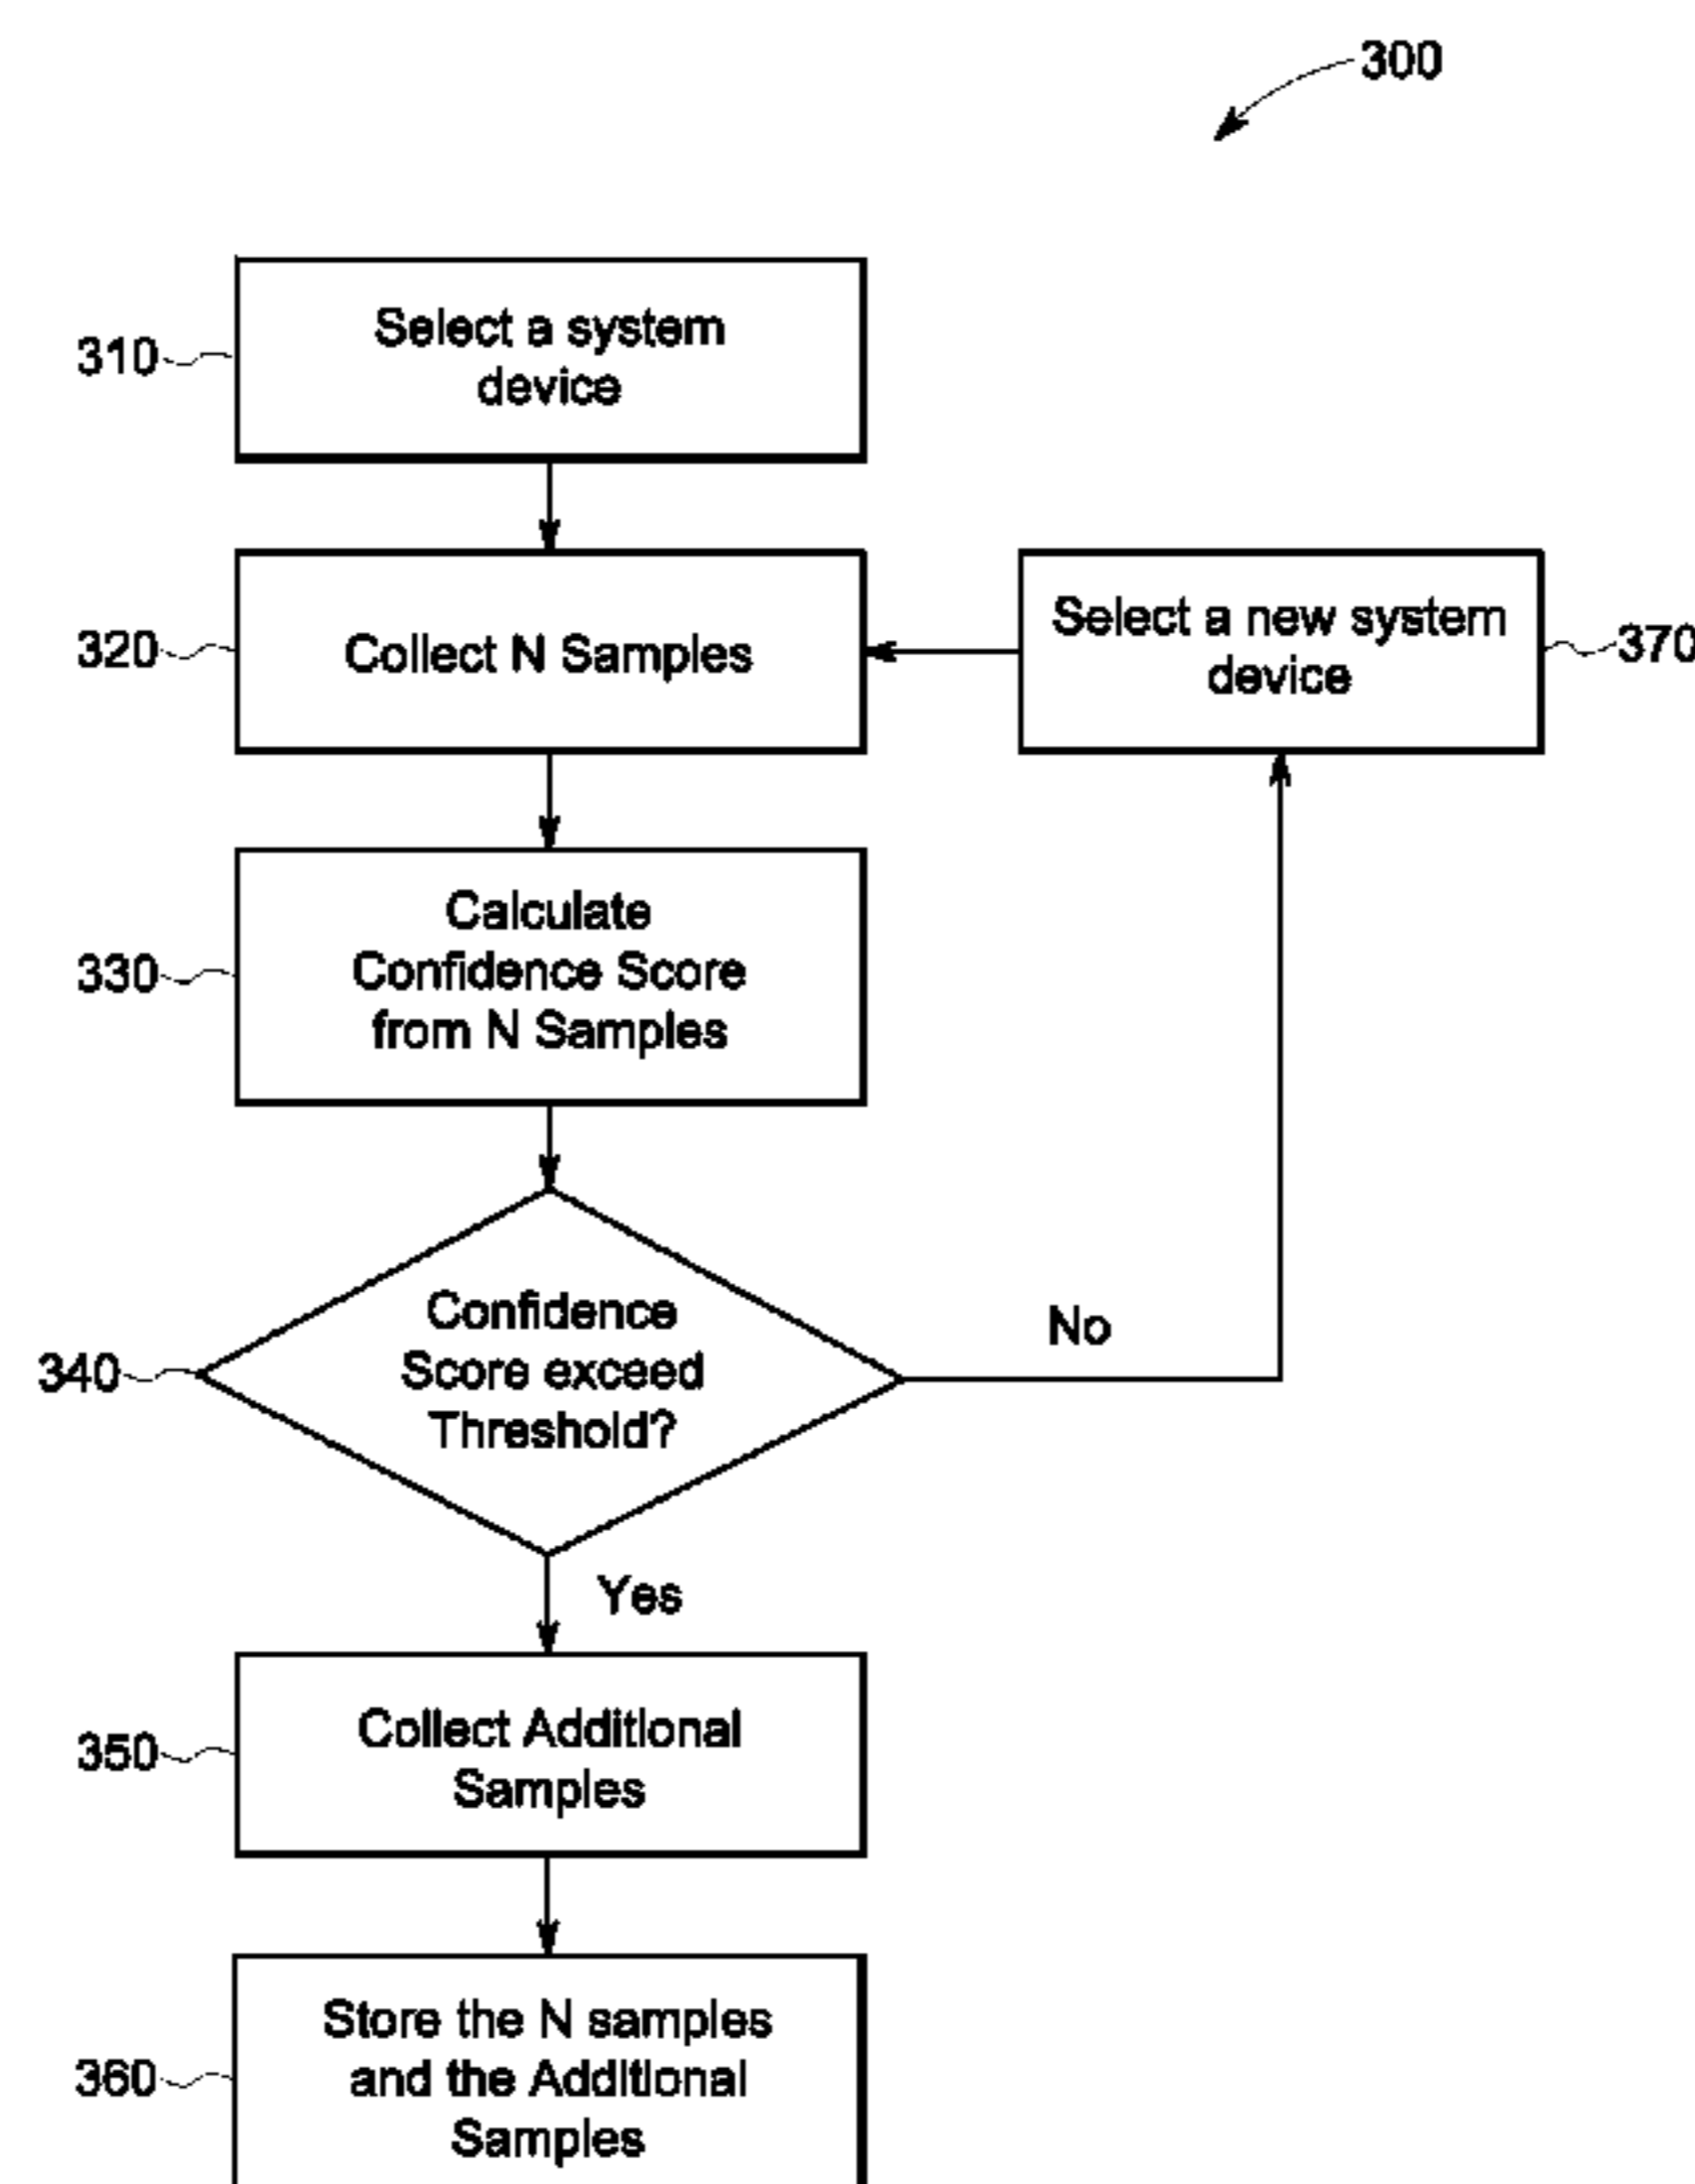 300
310
Select a system
device
320
Collect N Samples
Select a new system
device
370
330
Calculate
Confidence Score
from N Samples
340
Confidence
Score exceed
Threshold?
No
Yes
350
Collect Additional
Samples
360
Store the N samples
and the Additional
Samples